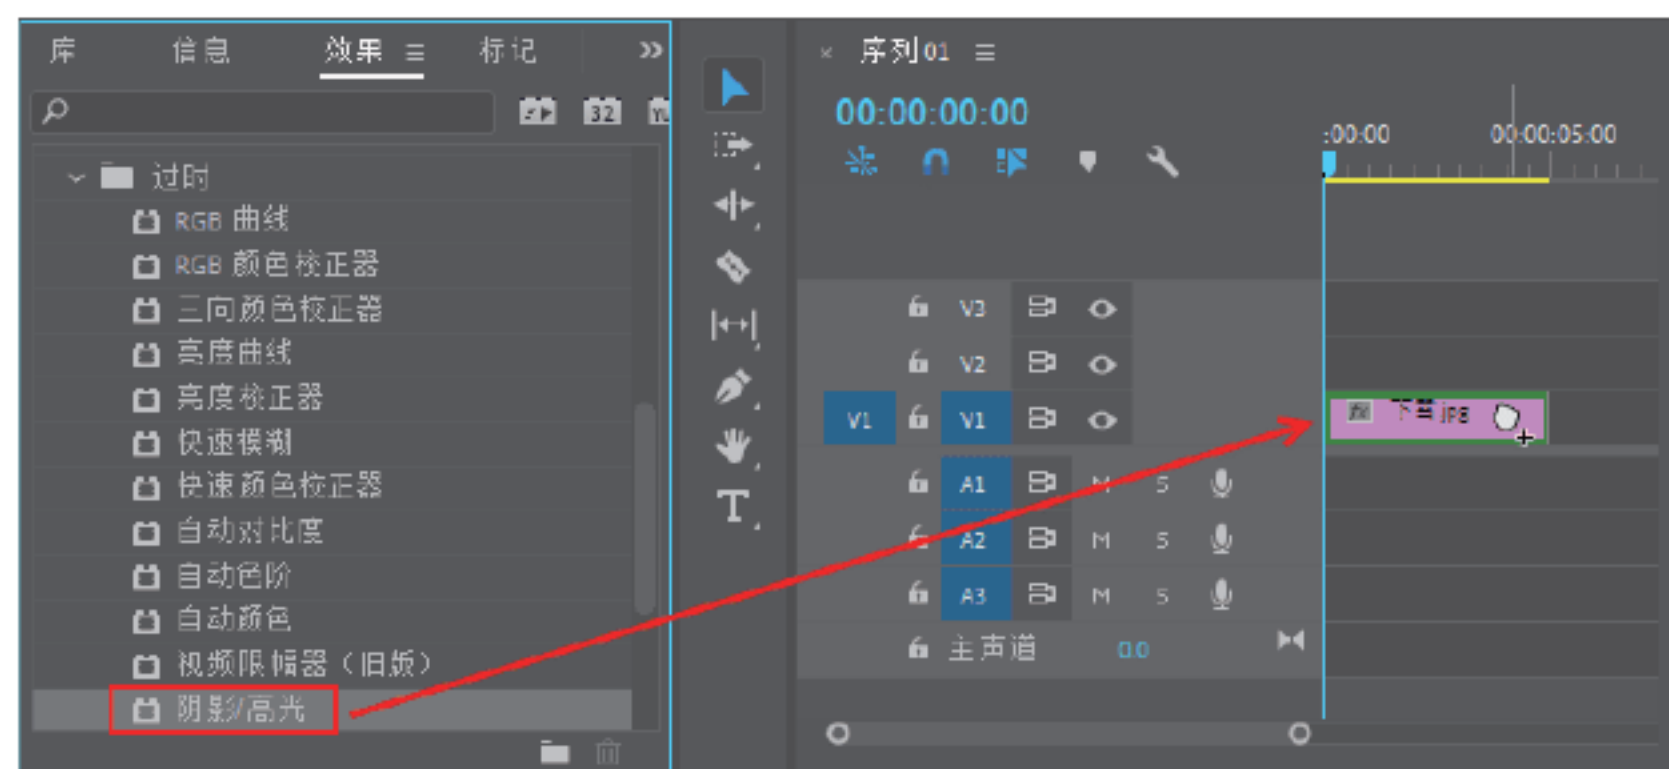 库 信息 效果 标记
32
过时
RGB 曲线
RGB 颜色校正器
三向颜色校正器
亮度曲线
亮度校正器
快速模糊
快速颜色校正器
自动对比度
自动色阶
自动颜色
视频限幅器（旧版）
阴影/高光
T
× 序列 01
00:00:00:00
:00:00 00:00:05:00
V3
V2
V1 V1 fx .jpg
A1 M S
A2 M S
A3 M S
主声道 0.0